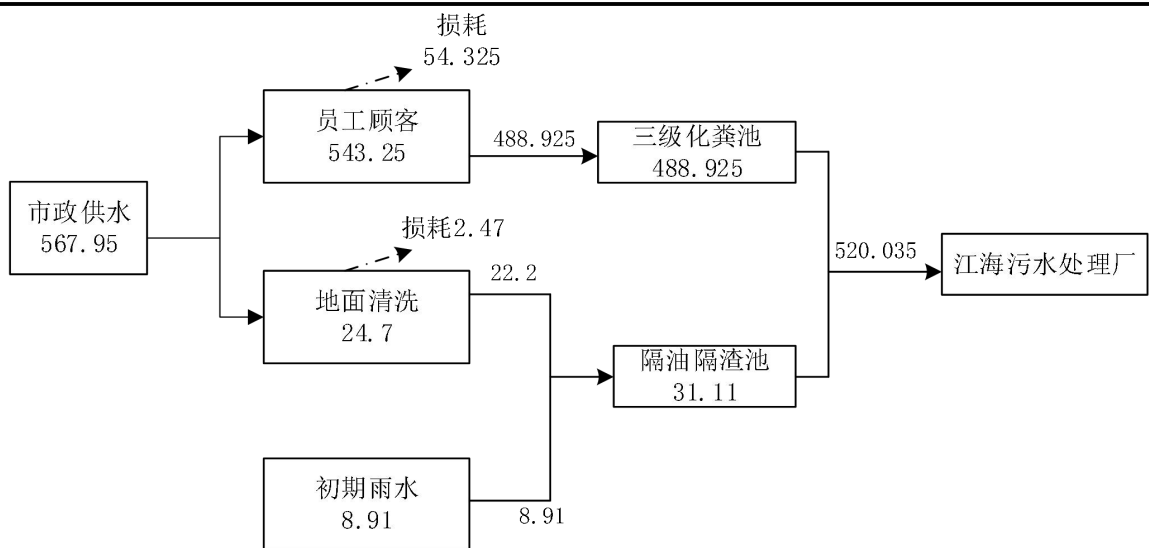 损耗
54.325
员工顾客
543.25
488.925
三级化粪池
488.925
市政供水
567.95
损耗2.47
520.035
江海污水处理厂
地面清洗
24.7
22.2
隔油隔渣池
31.11
初期雨水
8.91
8.91